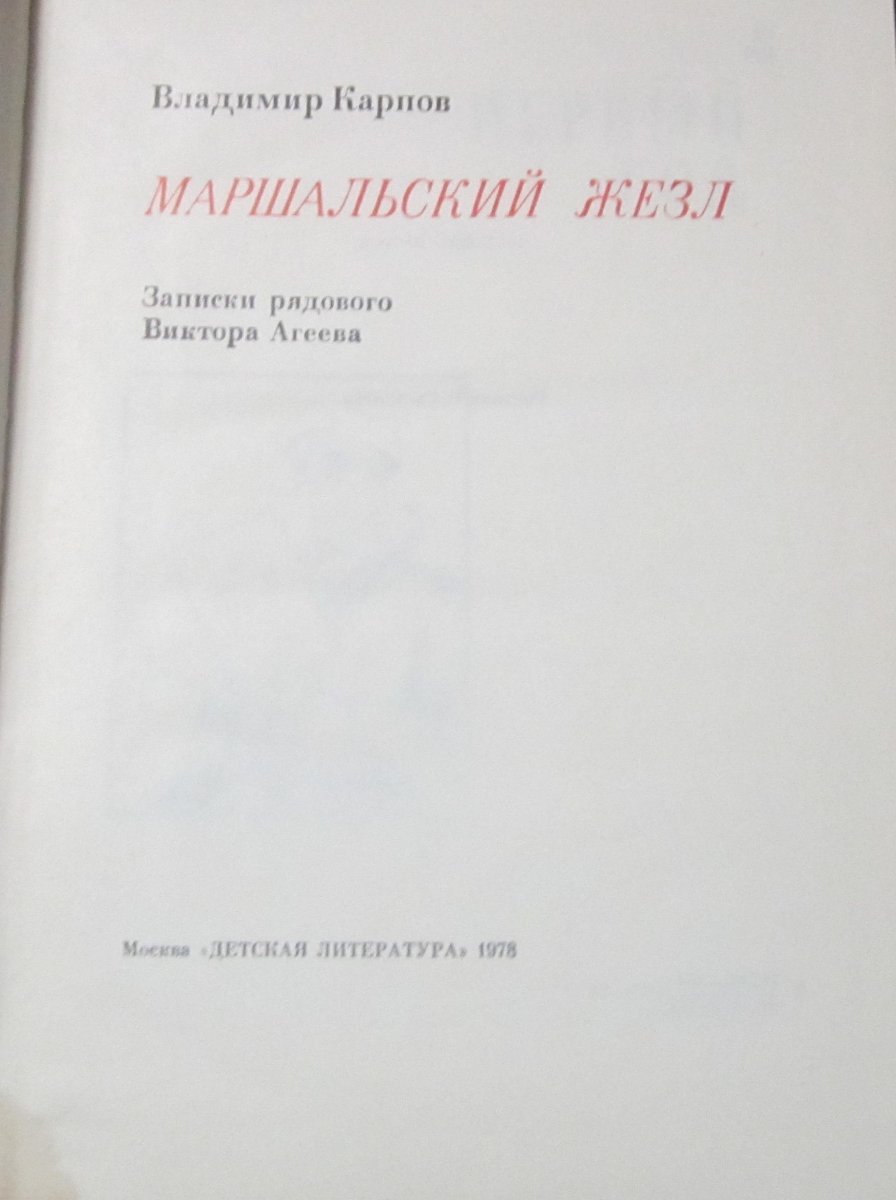 Владимир Карпов
МАРШАЛЬСКИЙ ЖЕЗЛ
Записки рядового
Виктора Агеева
Москва «ДЕТСКАЯ ЛИТЕРАТУРА» 1978